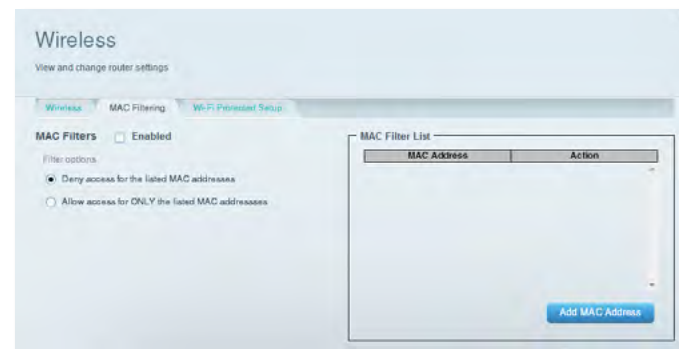 Wireless
View and change router settings
Wireless
MAC Filtering
Wi-Fi Protected Setup
MAC Filters
Enabled
Filter options
Deny access for the listed MAC addresses
Allow access for ONLY the listed MAC addresses
MAC Filter List
MAC Address
Action
Add MAC Address